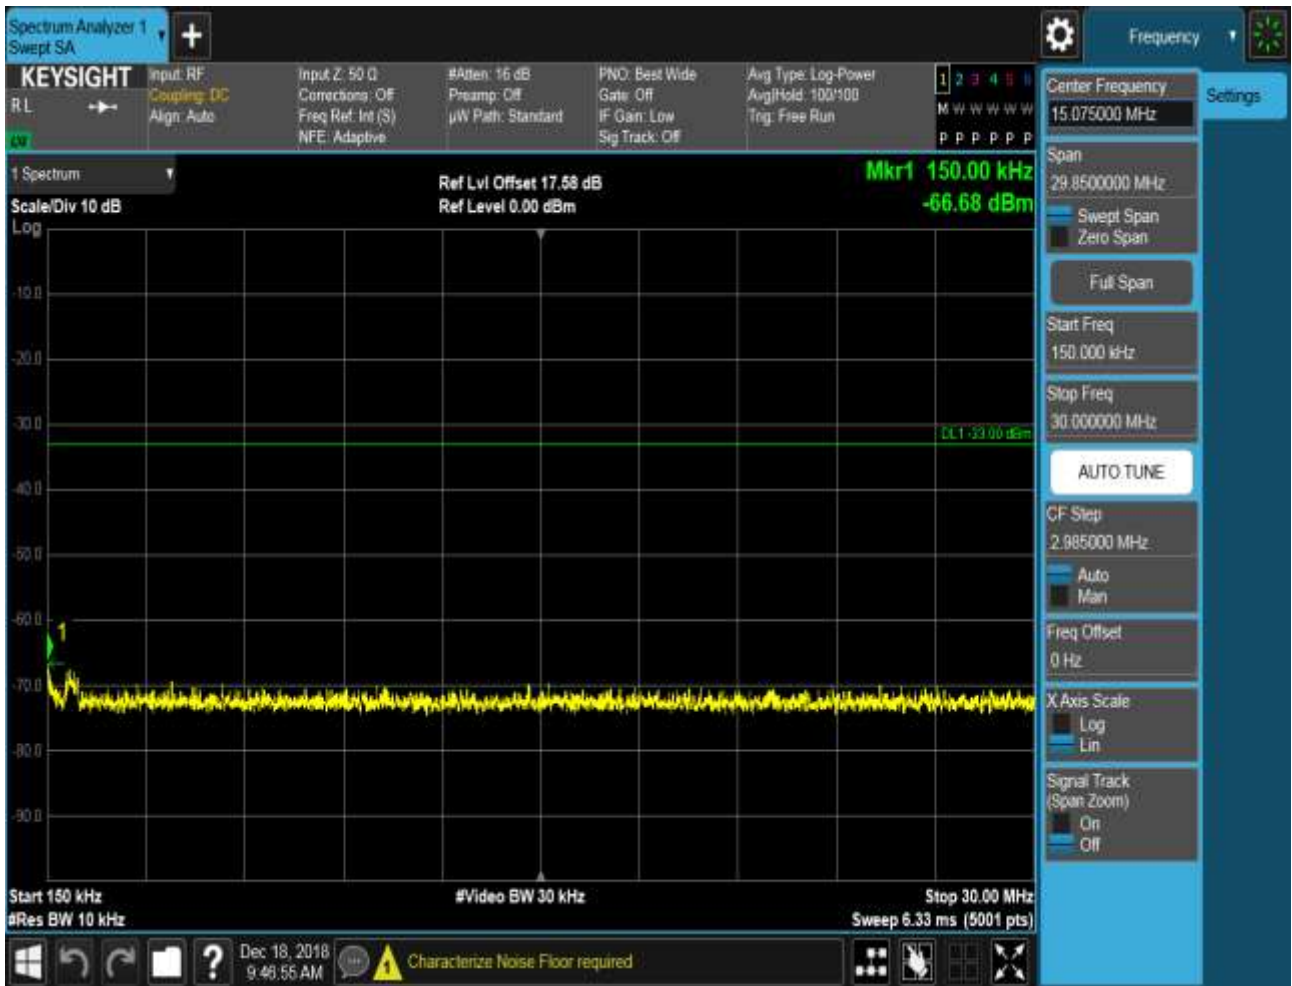 Spectrum Analyzer 1
Swept SA
Frequency
KEYSIGHT
RL
Input: RF
Coupling: DC
Align: Auto
Input Z: 50 Ω
Corrections: Off
Freq Ref: Int (S)
NFE: Adaptive
#Atten: 16 dB
Preamp: Off
µW Path: Standard
PNO: Best Wide
Gate: Off
IF Gain: Low
Sig Track: Off
Avg Type: Log-Power
Avg|Hold: 100/100
Trig: Free Run
1 2 3 4 5 6
M W W W W W
P P P P P P
1 Spectrum
Scale/Div 10 dB
Log
Ref Lvl Offset 17.58 dB
Ref Level 0.00 dBm
Mkr1 150.00 kHz
-66.68 dBm
-10.0
-20.0
-30.0
DL1 -33.00 dBm
-40.0
-50.0
-60.0
1
-70.0
-80.0
-90.0
Start 150 kHz
#Video BW 30 kHz
Stop 30.00 MHz
#Res BW 10 kHz
Sweep 6.33 ms (5001 pts)
Center Frequency
15.075000 MHz
Settings
Span
29.8500000 MHz
Swept Span
Zero Span
Full Span
Start Freq
150.000 kHz
Stop Freq
30.000000 MHz
AUTO TUNE
CF Step
2.985000 MHz
Auto
Man
Freq Offset
0 Hz
X Axis Scale
Log
Lin
Signal Track
(Span Zoom)
On
Off
?
Dec 18, 2018
9:46:55 AM
1
Characterize Noise Floor required